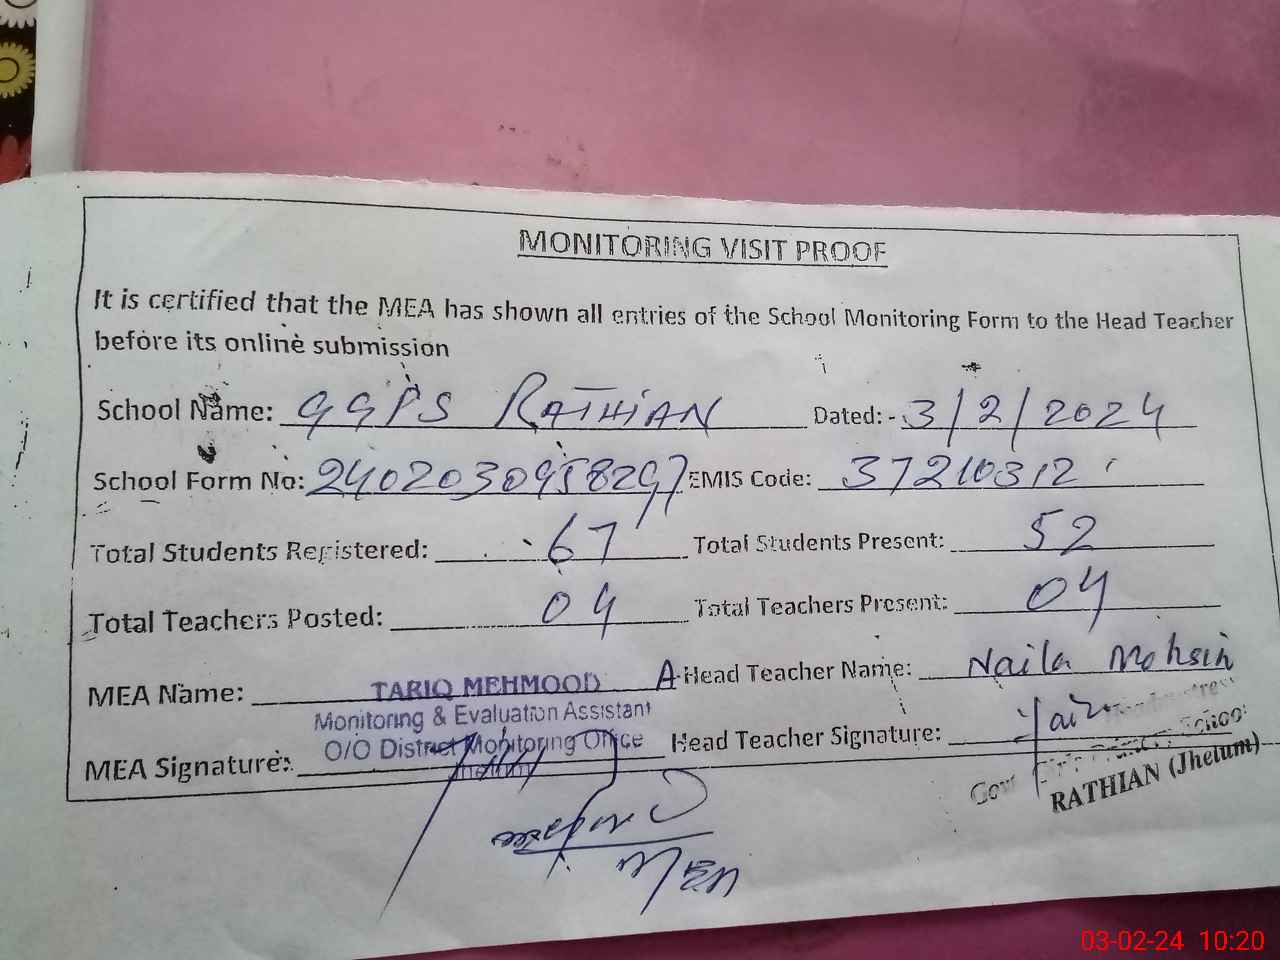 MONITORING VISIT PROOF
It is certified that the MEA has shown all entries of the School Monitoring Form to the Head Teacher
before its online submission
School Name: GGPS RATHIAN Dated: - 3/2/2024
School Form No: 2402030958297 EMIS Code: 37210312
Total Students Registered: 67 Total Students Present: 52
Total Teachers Posted: 04 Total Teachers Present: 04
MEA Name: TARIQ MEHMOOD A-Head Teacher Name: Naila Mohsin
Monitoring & Evaluation Assistant
O/O District Monitoring Office
MEA Signature: Head Teacher Signature:
Headmistress
School
RATHIAN (Jhelum)
03-02-24 10:20